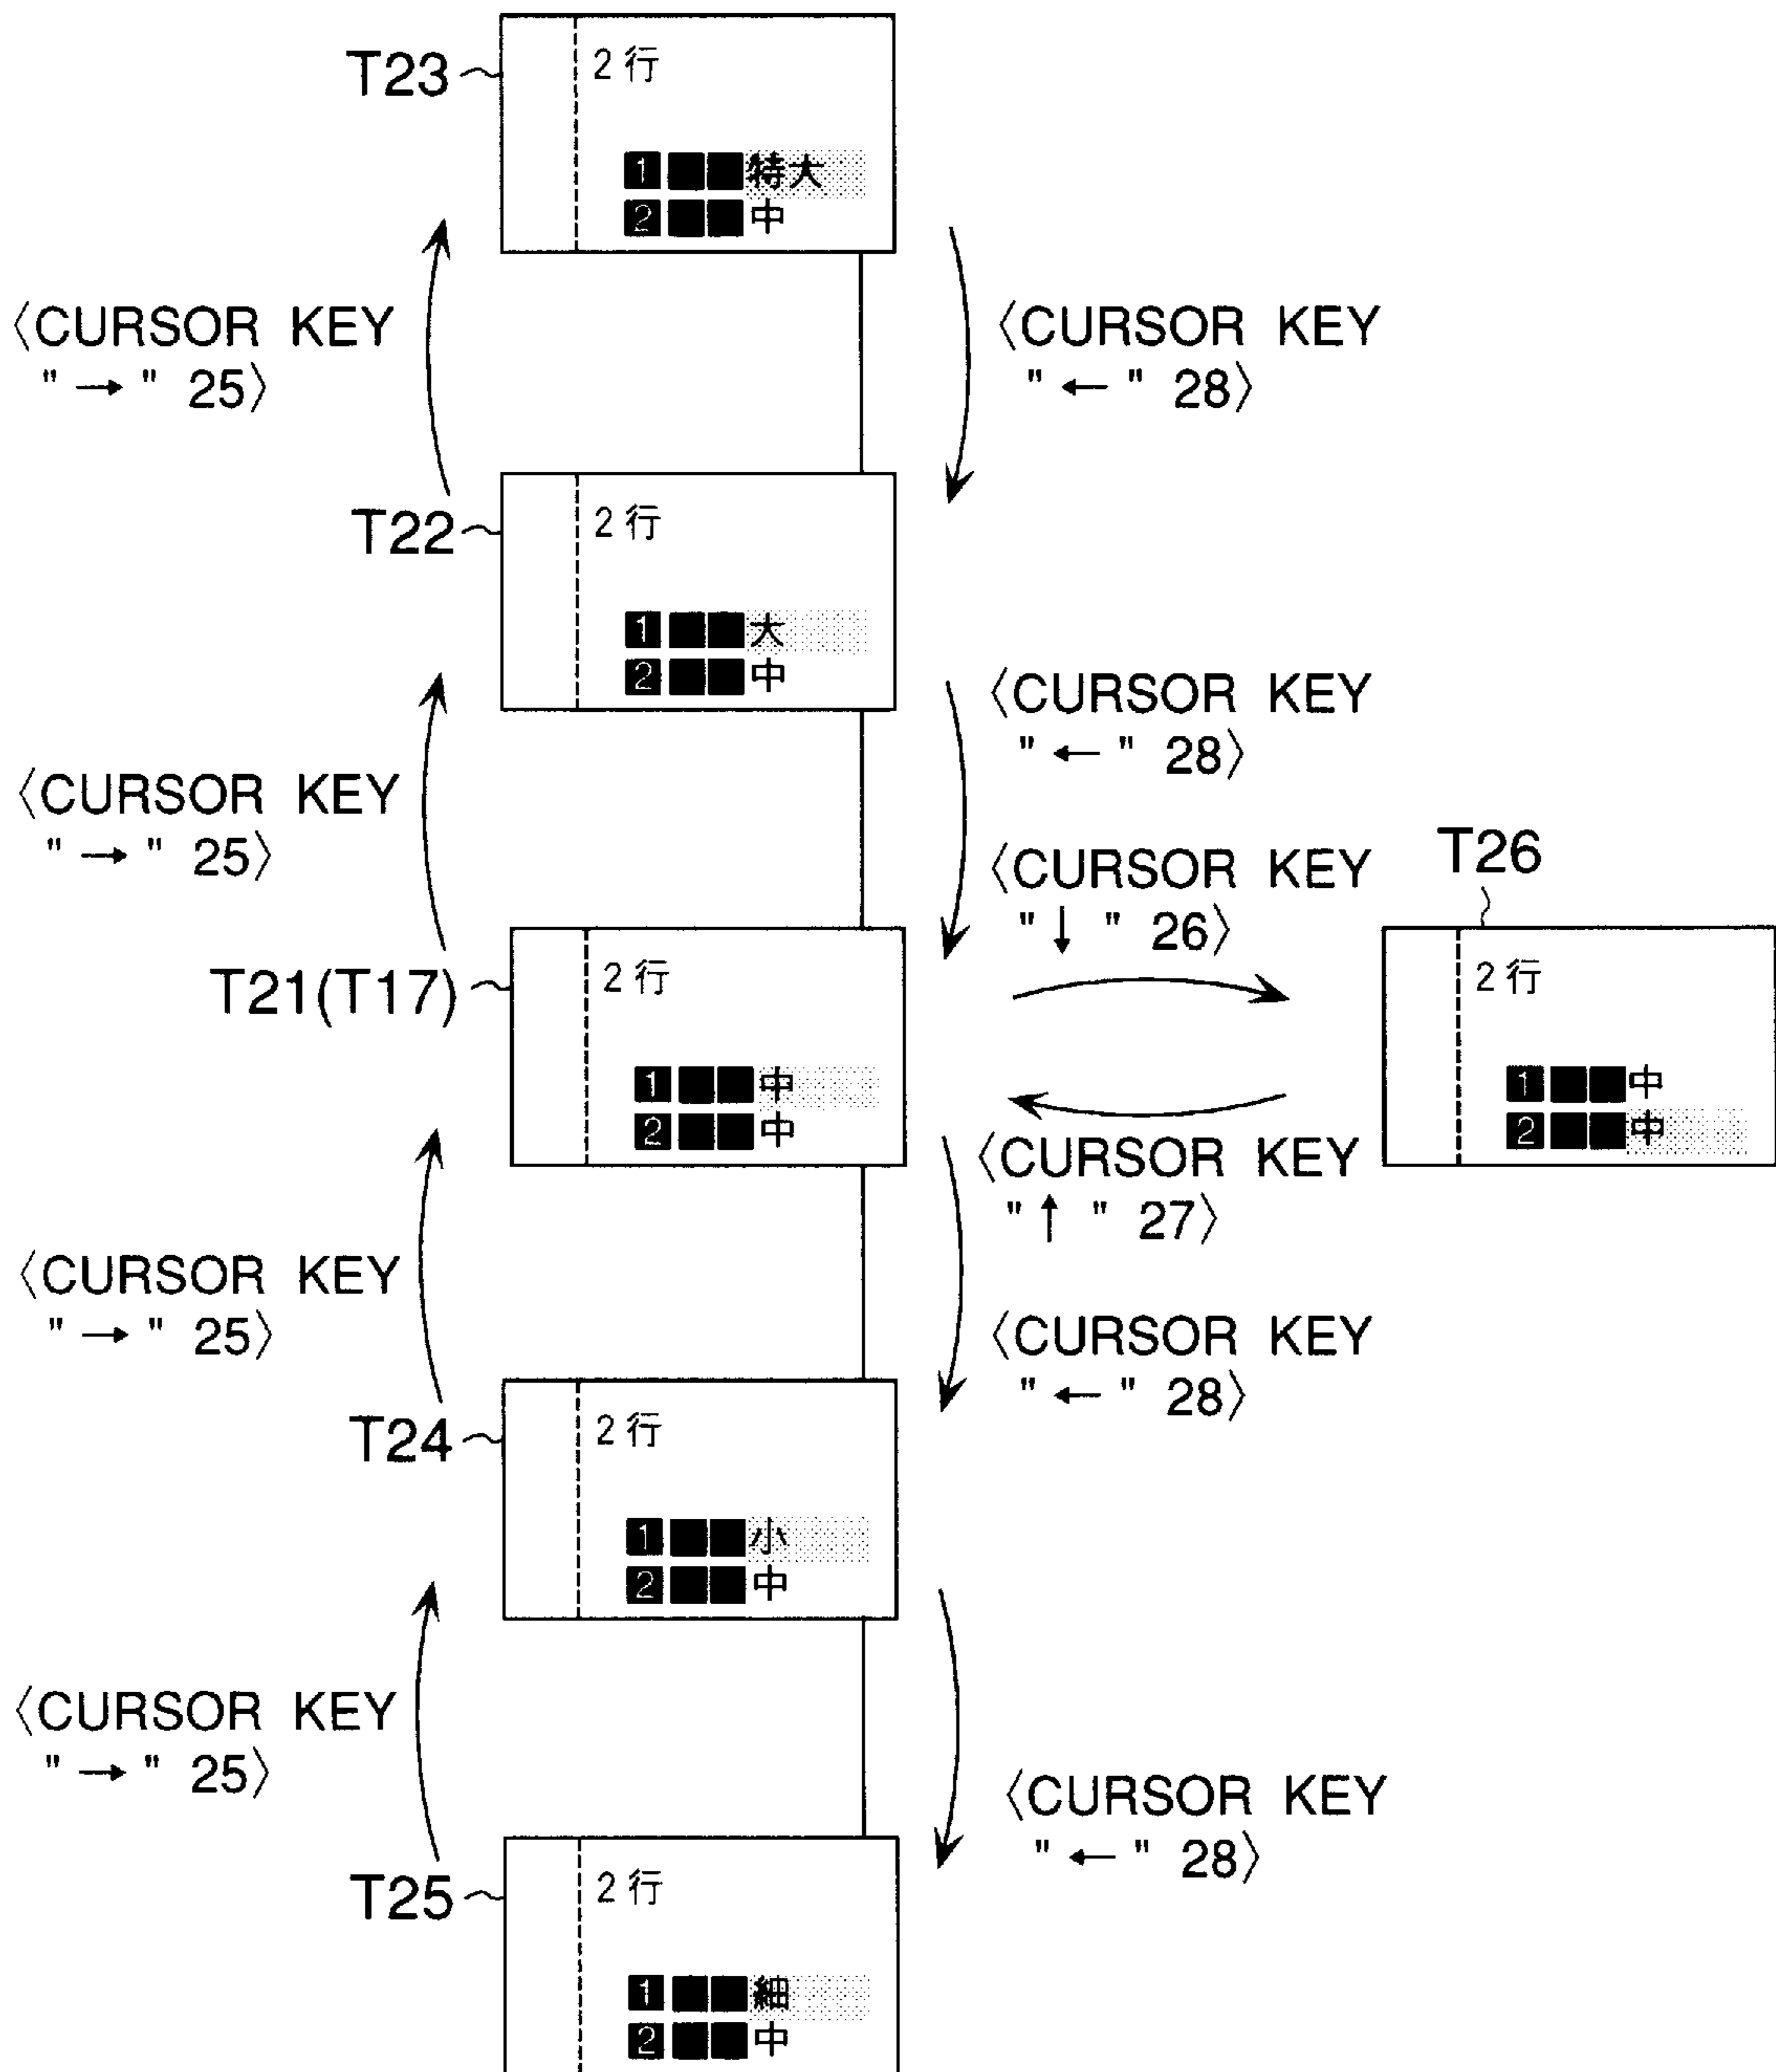 T23
2行
1 ■■特大
2 ■■中
〈CURSOR KEY
" → " 25〉
〈CURSOR KEY
" ← " 28〉
T22
2行
1 ■■大
2 ■■中
〈CURSOR KEY
" → " 25〉
〈CURSOR KEY
" ← " 28〉
〈CURSOR KEY
" ↓ " 26〉
T26
T21(T17)
2行
1 ■■中
2 ■■中
2行
1 ■■中
2 ■■中
〈CURSOR KEY
" ↑ " 27〉
〈CURSOR KEY
" → " 25〉
〈CURSOR KEY
" ← " 28〉
T24
2行
1 ■■小
2 ■■中
〈CURSOR KEY
" → " 25〉
〈CURSOR KEY
" ← " 28〉
T25
2行
1 ■■細
2 ■■中